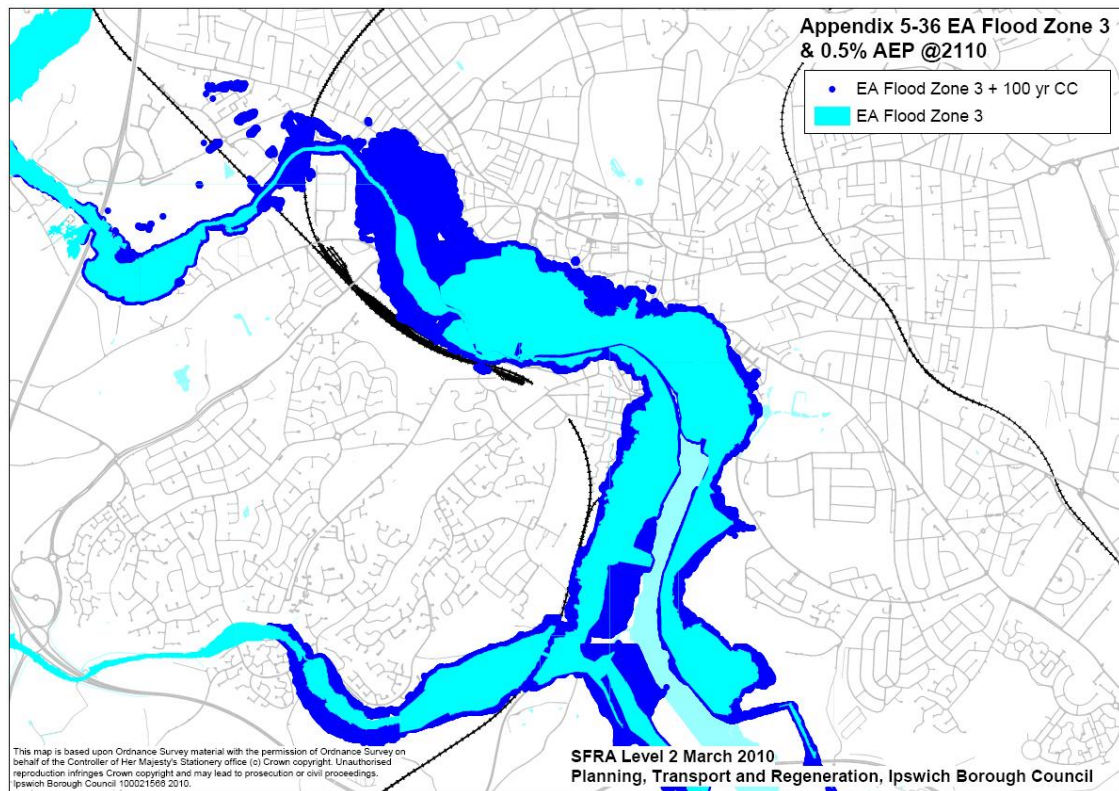 Appendix 5-36 EA Flood Zone 3
& 0.5% AEP @2110
EA Flood Zone 3 + 100 yr CC
EA Flood Zone 3
This map is based upon Ordnance Survey material with the permission of Ordnance Survey on
behalf of the Controller of Her Majesty's Stationery office (c) Crown copyright. Unauthorised
reproduction infringes Crown copyright and may lead to prosecution or civil proceedings.
Ipswich Borough Council 100021566 2010.
SFRA Level 2 March 2010
Planning, Transport and Regeneration, Ipswich Borough Council